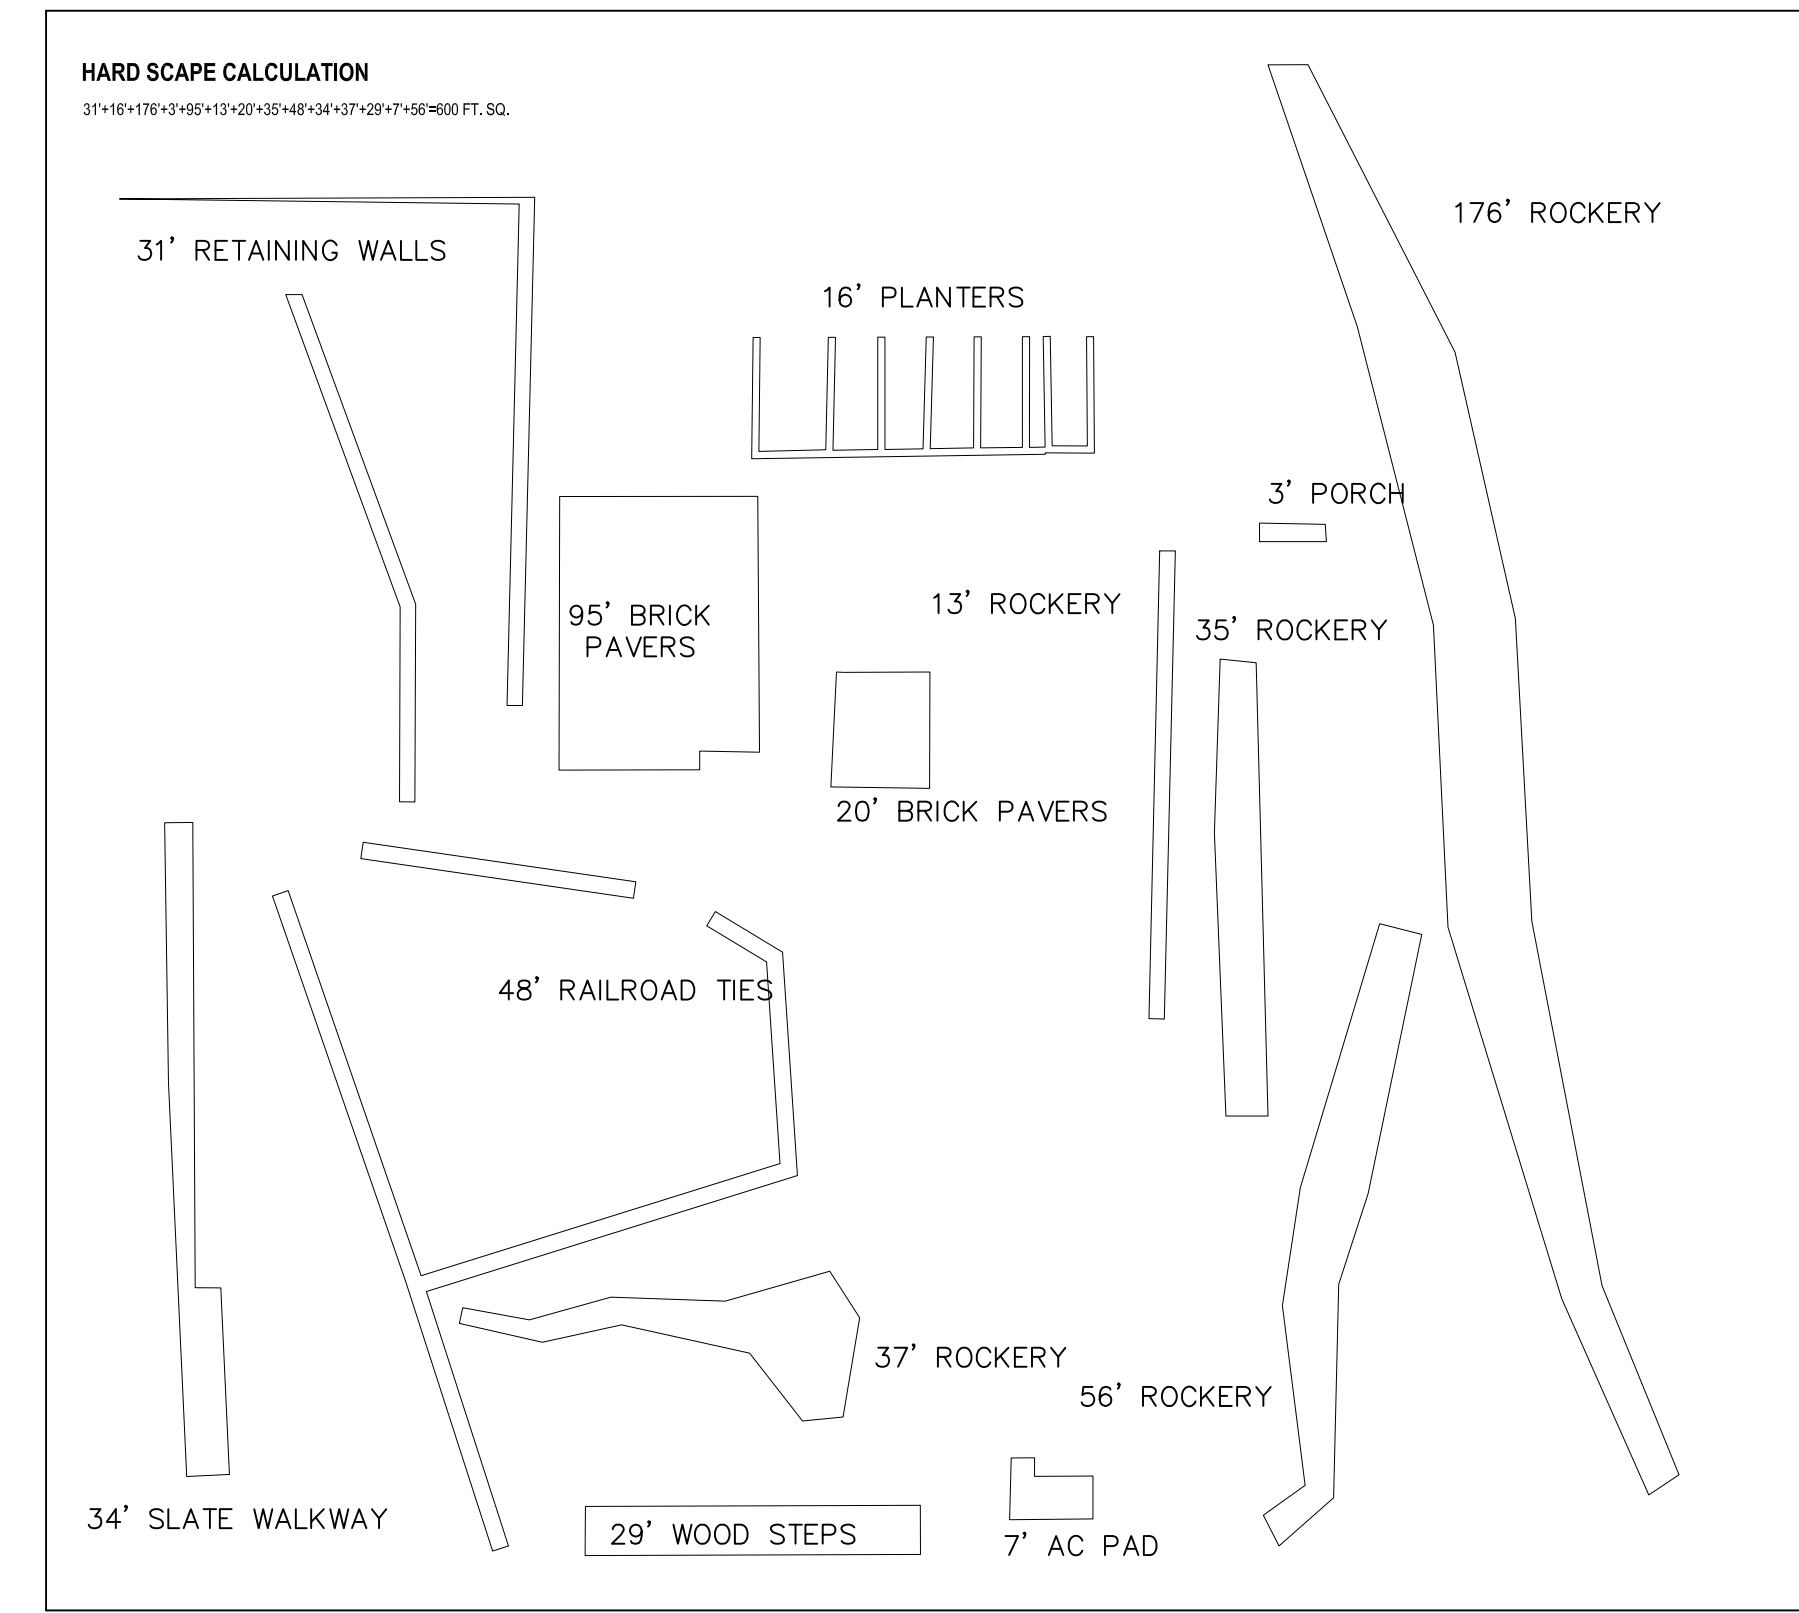 HARD SCAPE CALCULATION
31'+16'+176'+3'+95'+13'+20'+35'+48'+34'+37'+29'+7'+56'=600 FT. SQ.
176' ROCKERY
31' RETAINING WALLS
16' PLANTERS
3' PORCH
95' BRICK
PAVERS
13' ROCKERY
35' ROCKERY
20' BRICK PAVERS
48' RAILROAD TIES
37' ROCKERY
56' ROCKERY
34' SLATE WALKWAY
29' WOOD STEPS
7' AC PAD